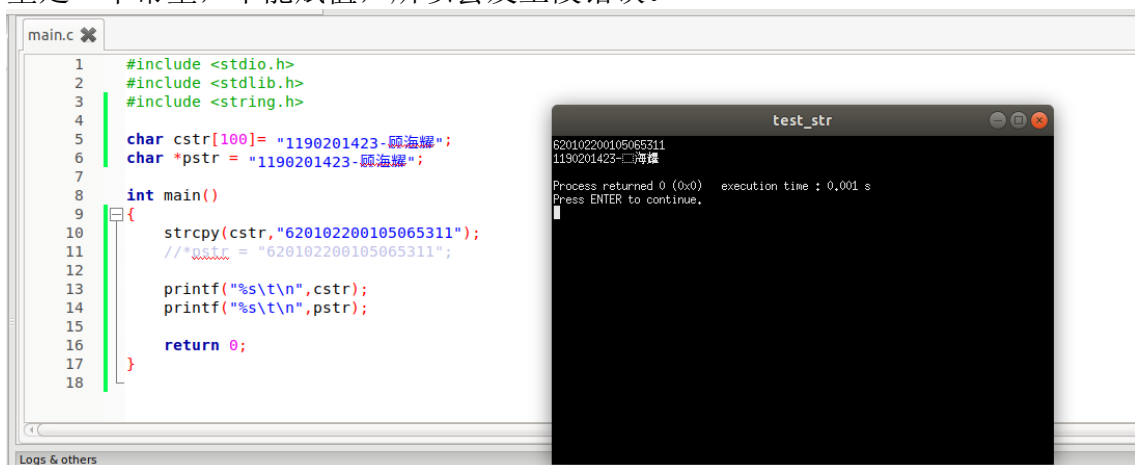 main.c
1 #include <stdio.h>
2 #include <stdlib.h>
3 #include <string.h>
4
5 char cstr[100]= "1190201423-顾海耀";
6 char *pstr = "1190201423-顾海耀";
7
8 int main()
9 {
10 strcpy(cstr,"620102200105065311");
11 //*pstr = "620102200105065311";
12
13 printf("%s\t\n",cstr);
14 printf("%s\t\n",pstr);
15
16 return 0;
17 }
18
test_str
620102200105065311
1190201423-海耀
Process returned 0 (0x0) execution time : 0.001 s
Press ENTER to continue.
Logs & others